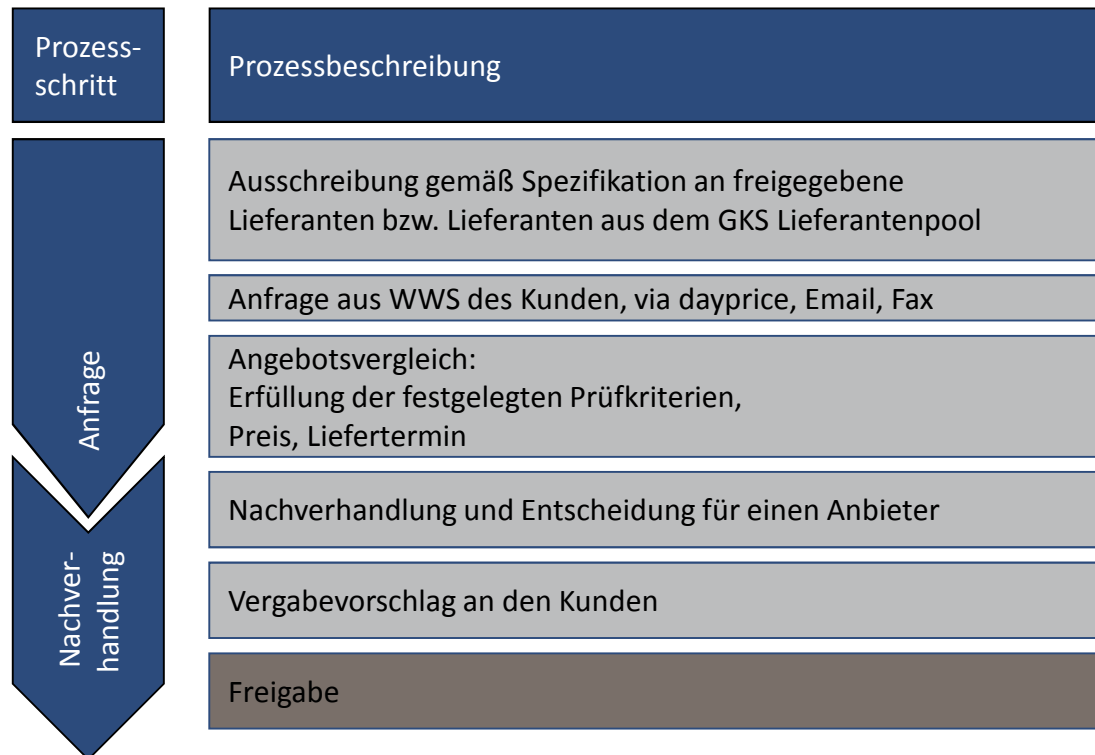 Prozess-
schritt
Prozessbeschreibung
Anfrage
Ausschreibung gemäß Spezifikation an freigegebene
Lieferanten bzw. Lieferanten aus dem GKS Lieferantenpool
Anfrage aus WWS des Kunden, via dayprice, Email, Fax
Angebotsvergleich:
Erfüllung der festgelegten Prüfkriterien,
Preis, Liefertermin
Nachver-
handlung
Nachverhandlung und Entscheidung für einen Anbieter
Vergabevorschlag an den Kunden
Freigabe